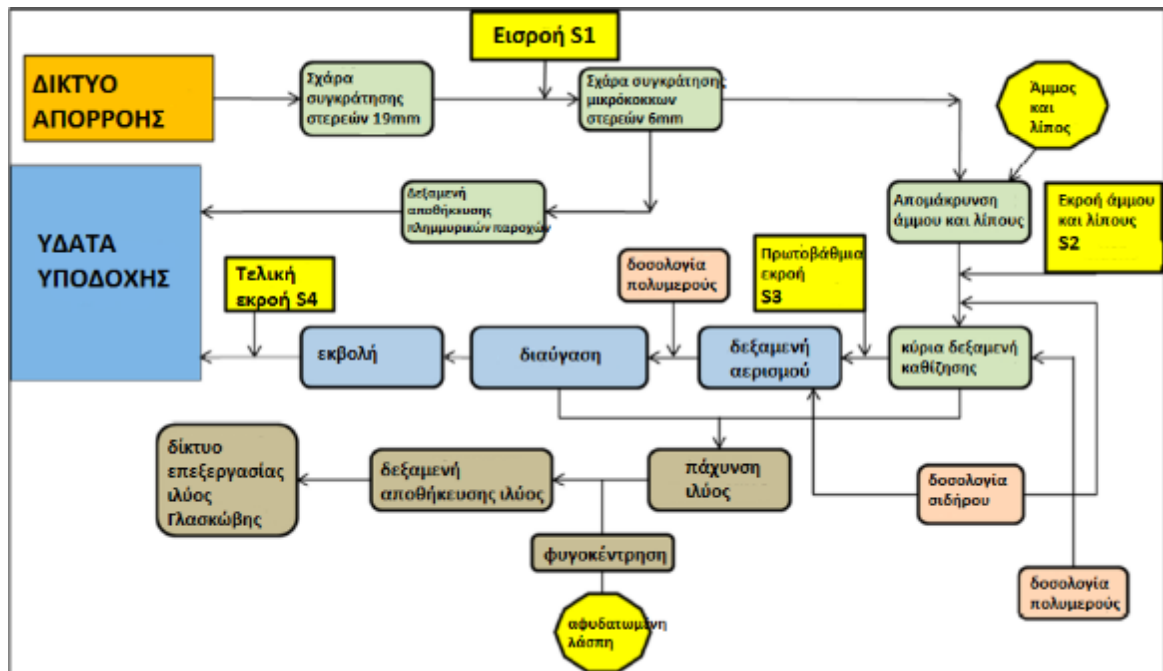 Εισροή S1
ΔΙΚΤΥΟ
ΑΠΟΡΡΟΗΣ
Σχάρα
συγκράτησης
στερεών 19mm
Σχάρα συγκράτησης
μικρόκοκκων
στερεών 6mm
Άμμος
και
λίπος
ΥΔΑΤΑ
ΥΠΟΔΟΧΗΣ
Δεξαμενή
αποθήκευσης
πλημμυρικών παροχών
Απομάκρυνση
άμμου και λίπους
Εκροή άμμου
και λίπους
S2
Τελική
εκροή S4
δοσολογία
πολυμερούς
Πρωτοβάθμια
εκροή
S3
εκβολή
διαύγαση
δεξαμενή
αερισμού
κύρια δεξαμενή
καθίζησης
δίκτυο
επεξεργασίας
ιλύος
Γλασκώβης
δεξαμενή
αποθήκευσης ιλύος
πάχυνση
ιλύος
δοσολογία
σιδήρου
φυγοκέντρηση
δοσολογία
πολυμερούς
αφυδατωμένη
λάσπη